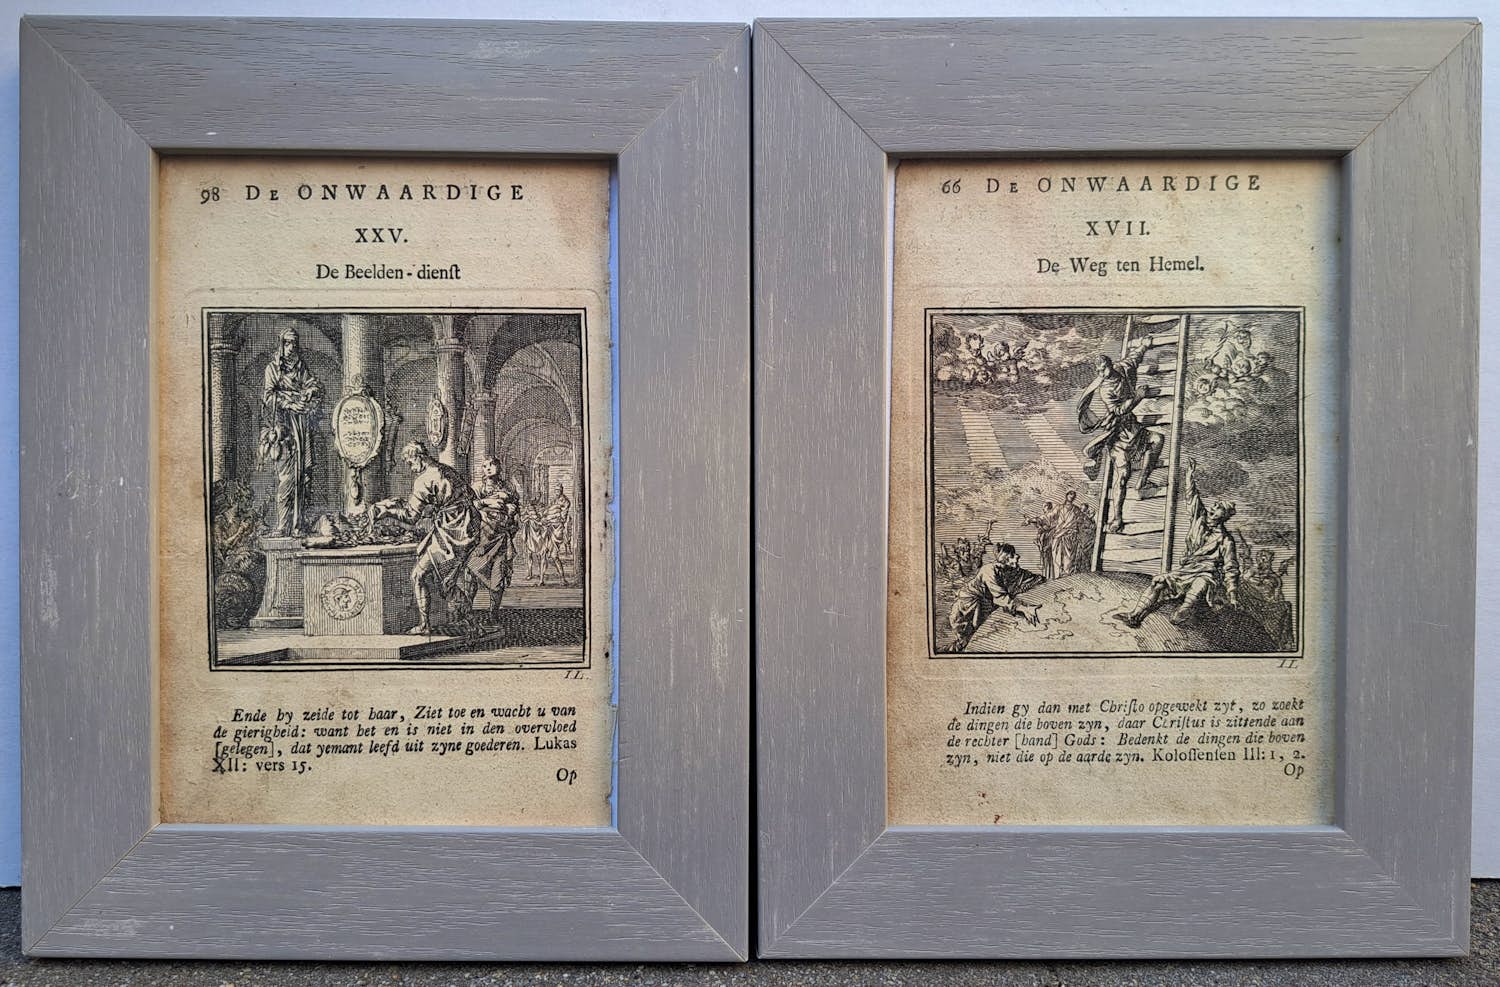 98 DE ONWAARDIGE
XXV.
De Beelden-dienſt
I L.
Ende hy zeide tot haar, Ziet toe en wacht u van
de gierigheid: want het en is niet in den overvloed
[gelegen], dat yemant leefd uit zyne goederen. Lukas
XII: vers 15.
Op
66 DE ONWAARDIGE
XVII.
De Weg ten Hemel.
I L
Indien gy dan met Chriſto opgewekt zyt, zo zoekt
de dingen die boven zyn, daar Chriſtus is zittende aan
de rechter [hand] Gods: Bedenkt de dingen die boven
zyn, niet die op de aarde zyn. Koloſſenſen III: 1, 2.
Op